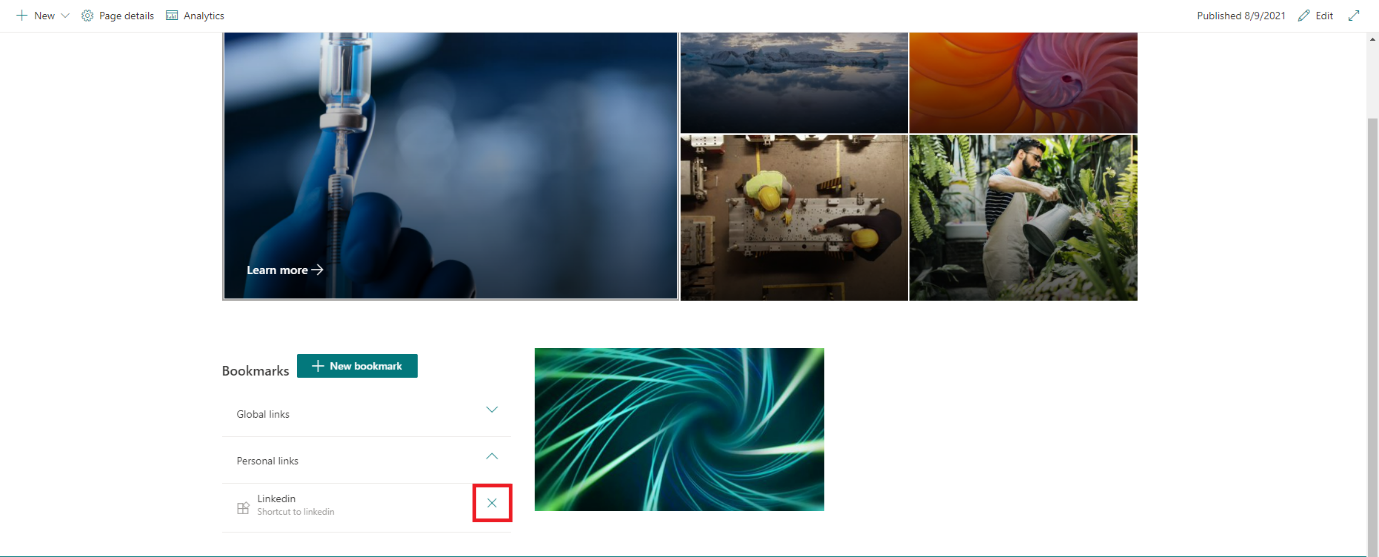 New Page details Analytics Published 8/9/2021 Edit
Learn more
Bookmarks New bookmark
Global links
Personal links
Linkedin
Shortcut to linkedin